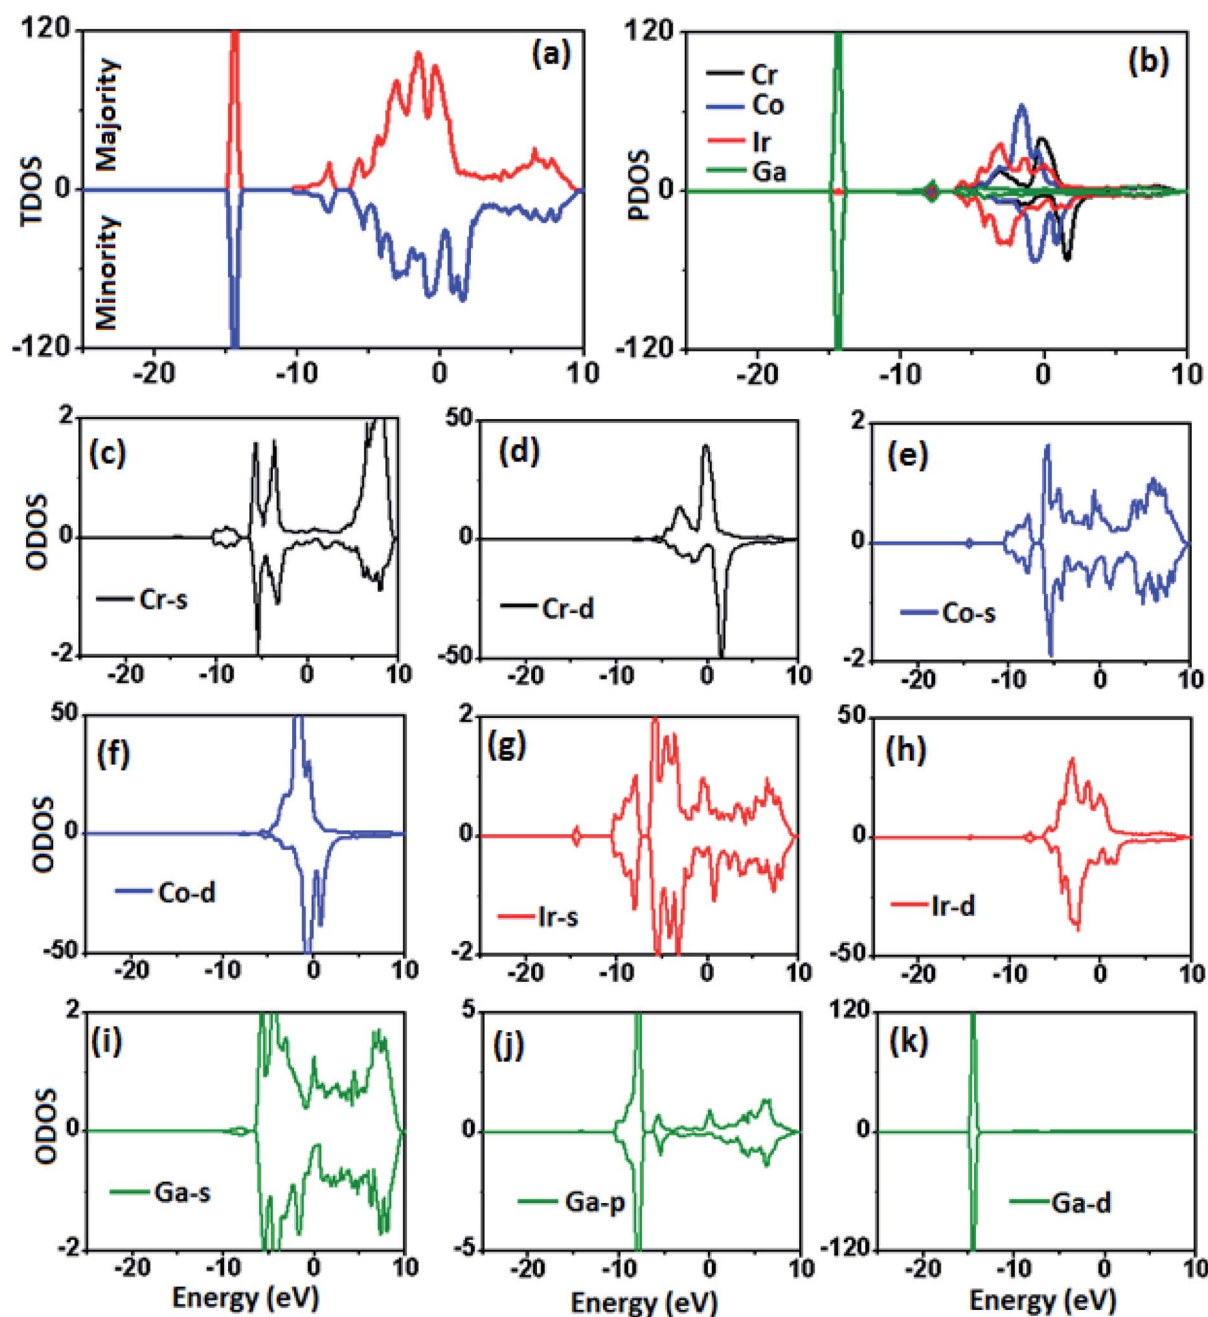 120
(a)
Majority
TDOS
0
Minority
-120
-20
-10
0
10
120
(b)
Cr
Co
Ir
Ga
PDOS
0
-120
-20
-10
0
10
2
(c)
ODOS
0
Cr-s
-2
-20
-10
0
10
50
(d)
0
Cr-d
-50
-20
-10
0
10
2
(e)
0
Co-s
-2
-20
-10
0
10
50
(f)
ODOS
0
Co-d
-50
-20
-10
0
10
2
(g)
0
Ir-s
-2
-20
-10
0
10
50
(h)
0
Ir-d
-50
-20
-10
0
10
2
(i)
ODOS
0
Ga-s
-2
-20
-10
0
10
Energy (eV)
5
(j)
0
Ga-p
-5
-20
-10
0
10
Energy (eV)
120
(k)
0
Ga-d
-120
-20
-10
0
10
Energy (eV)